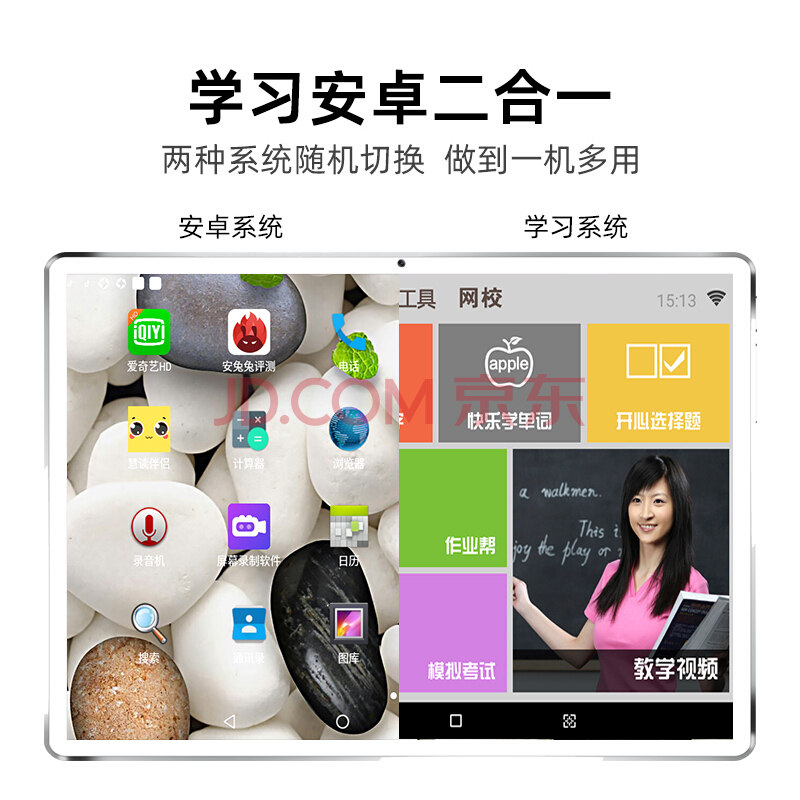 学习安卓二合一
两种系统随机切换 做到一机多用
安卓系统
学习系统
工具 网校
15:13
HD
iQIYI
爱奇艺HD
安兔兔评测
电话
apple
快乐学单词
开心选择题
JD.COM 京东
慧读伴侣
计算器
浏览器
a walkmen.
This i
joy the play or
作业帮
录音机
屏幕录制软件
日历
搜索
通讯录
图库
模拟考试
教学视频